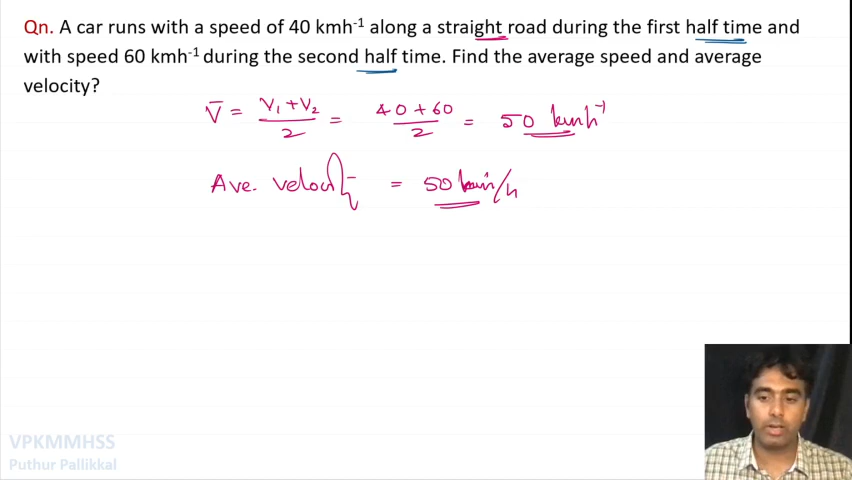 Qn. A car runs with a speed of 40 kmh⁻¹ along a straight road during the first half time and
with speed 60 kmh⁻¹ during the second half time. Find the average speed and average
velocity?
V̄ = (V₁ + V₂)/2 = (40 + 60)/2 = 50 kmh⁻¹
Ave. velocity = 50 km/h
VPKMMHSS
Puthur Pallikkal